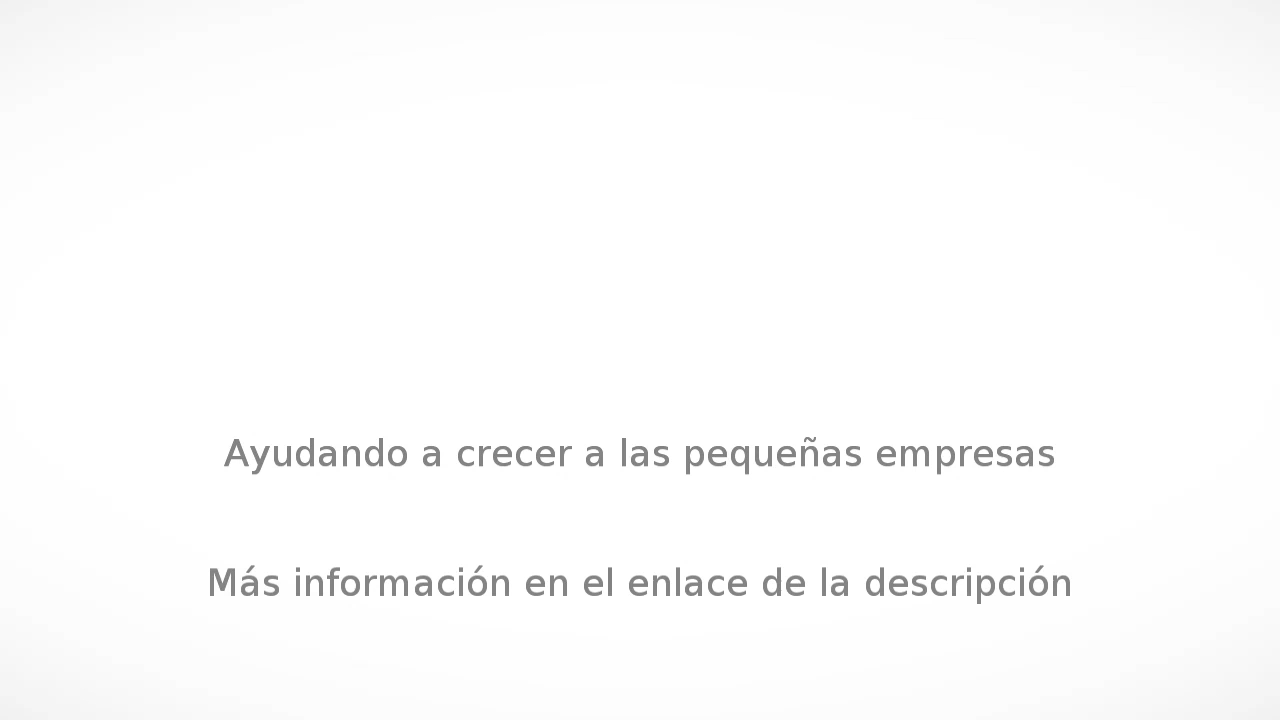 Ayudando a crecer a las pequeñas empresas
Más información en el enlace de la descripción